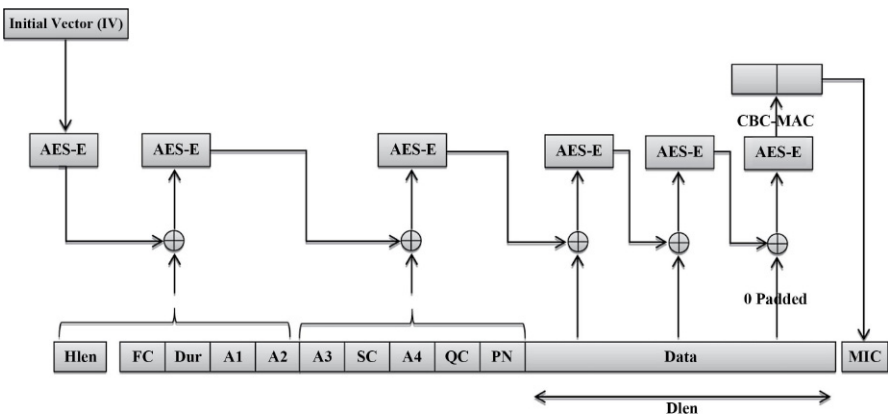 Initial Vector (IV)
CBC-MAC
AES-E AES-E AES-E AES-E AES-E AES-E
0 Padded
Hlen FC Dur A1 A2 A3 SC A4 QC PN Data MIC
Dlen